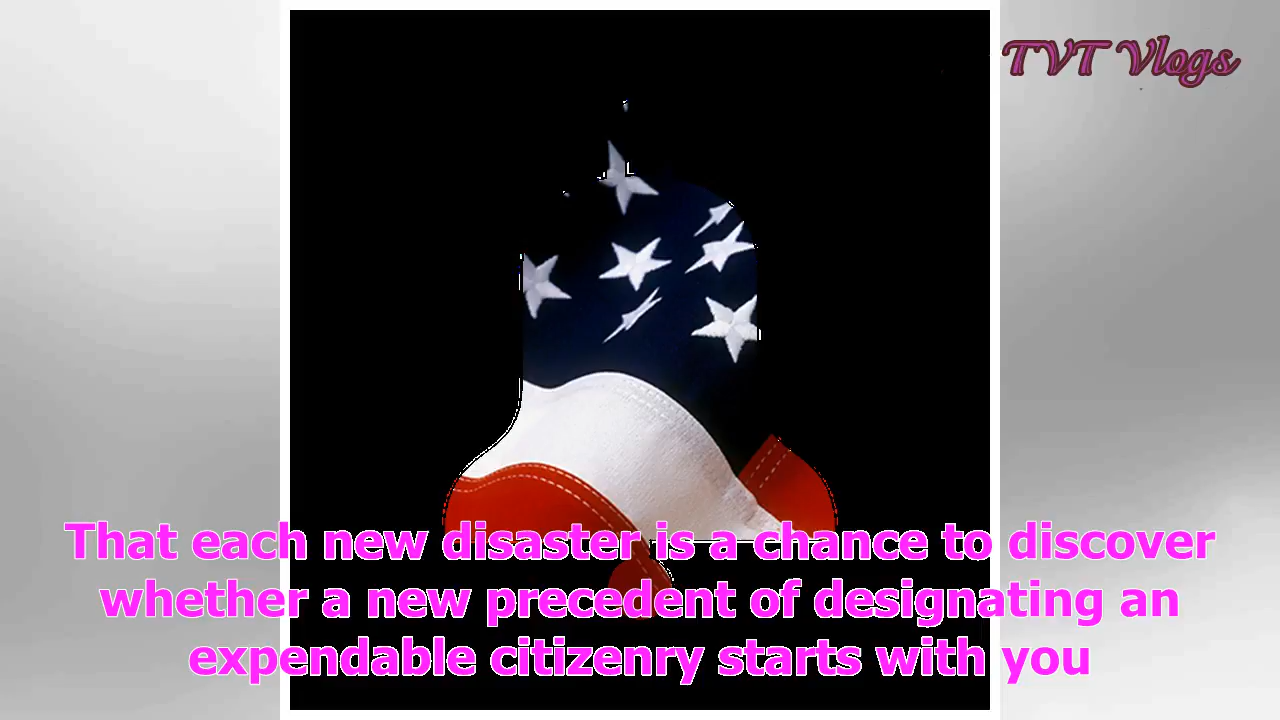 TVT Vlogs
That each new disaster is a chance to discover
whether a new precedent of designating an
expendable citizenry starts with you